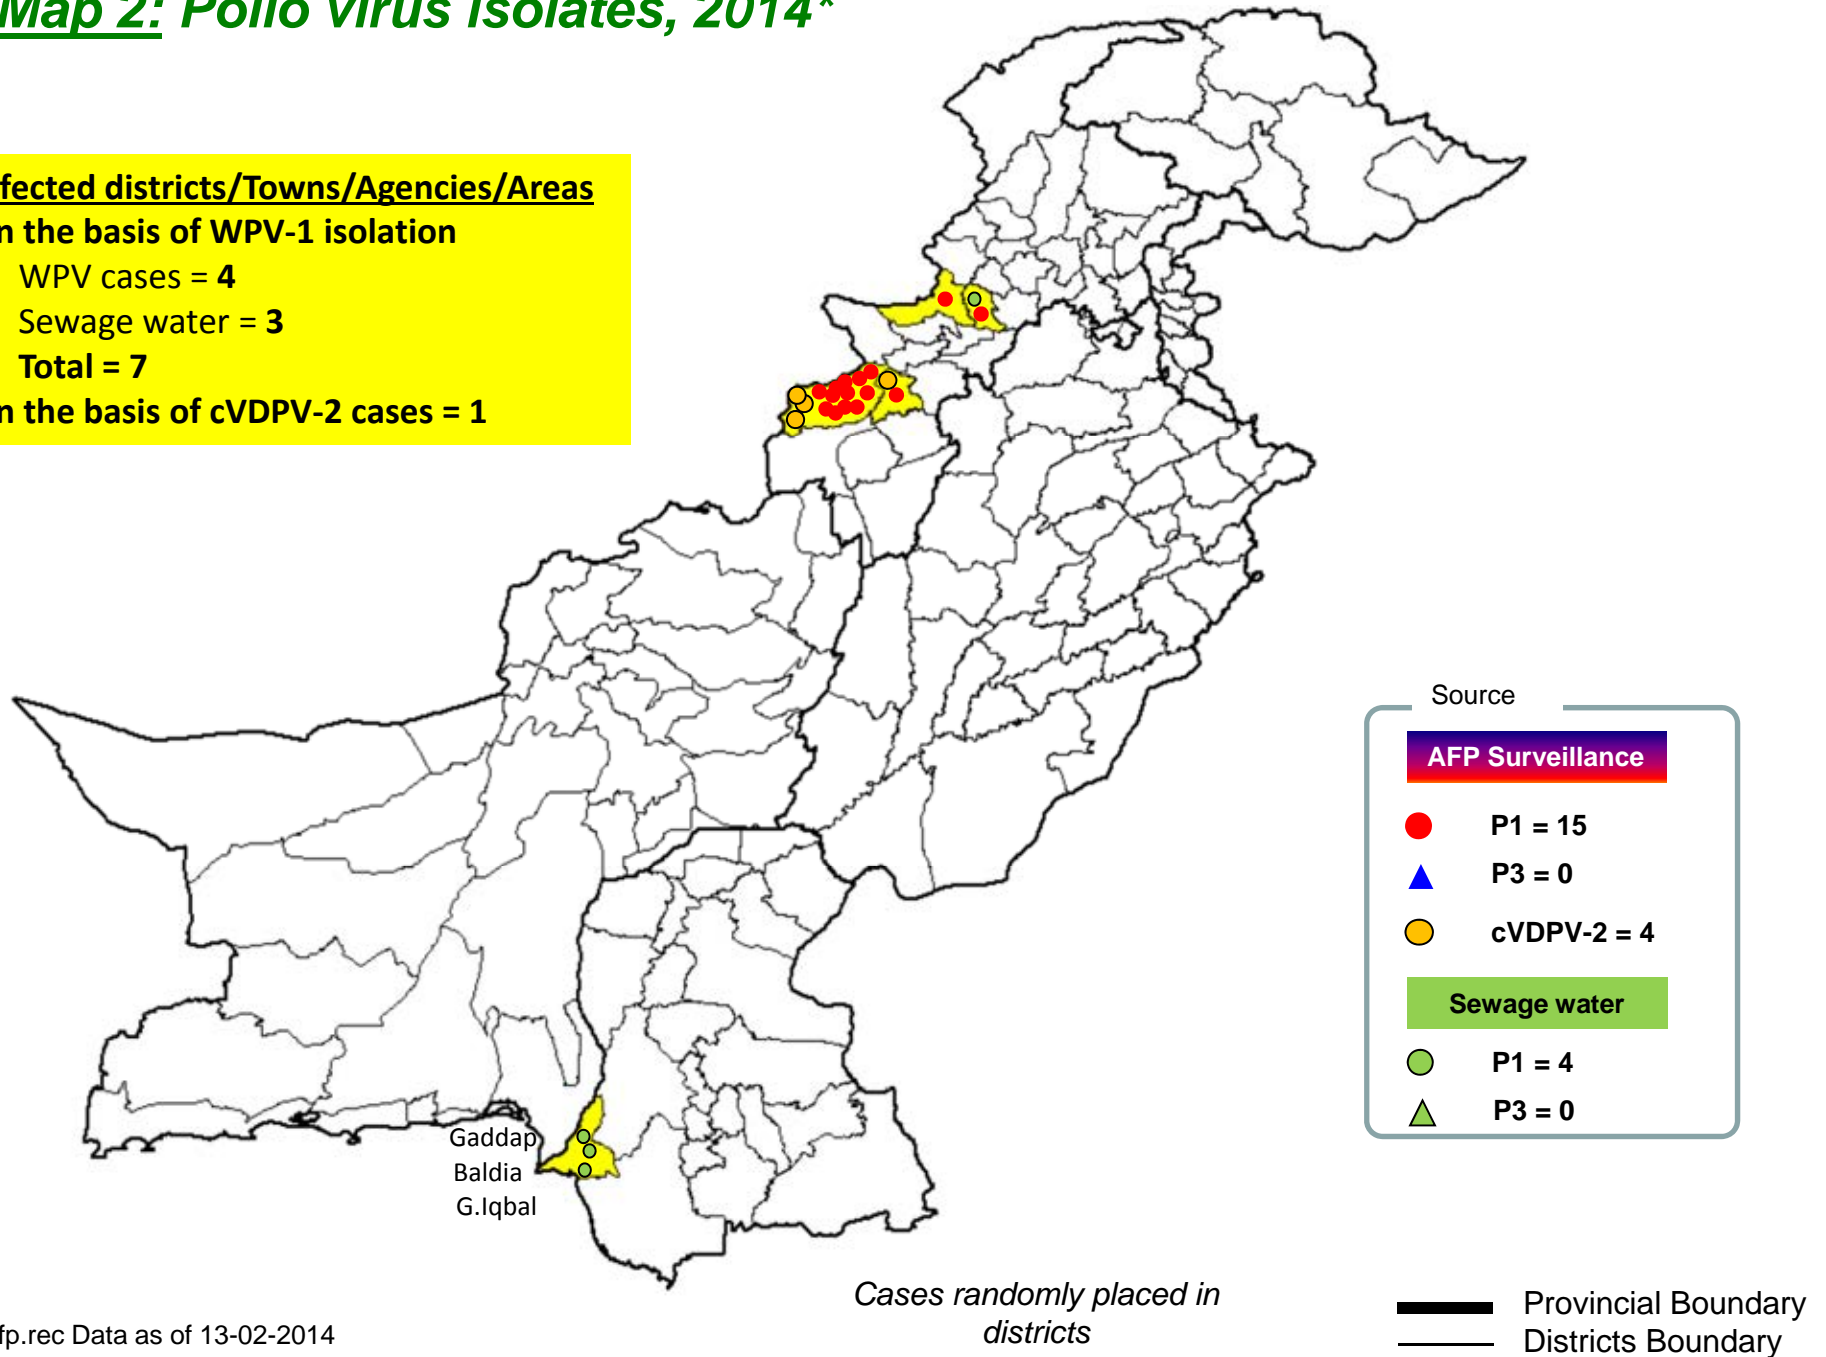 Map 2: Polio virus isolates, 2014*
fected districts/Towns/Agencies/Areas
n the basis of WPV-1 isolation
WPV cases = 4
Sewage water = 3
Total = 7
n the basis of cVDPV-2 cases = 1
Source
AFP Surveillance
P1 = 15
P3 = 0
cVDPV-2 = 4
Sewage water
P1 = 4
P3 = 0
Gaddap
Baldia
G.Iqbal
Cases randomly placed in
districts
Provincial Boundary
Districts Boundary
fp.rec Data as of 13-02-2014